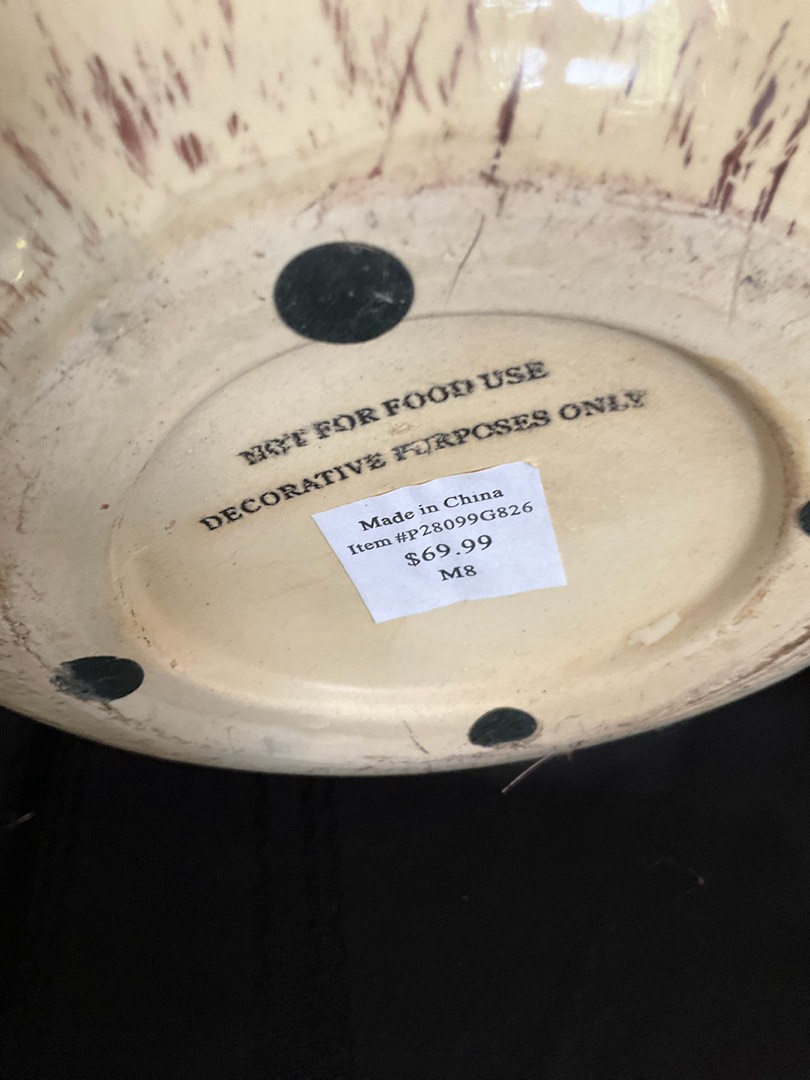 NOT FOR FOOD USE
DECORATIVE PURPOSES ONLY
Made in China
Item #P28099G826
$69.99
M8